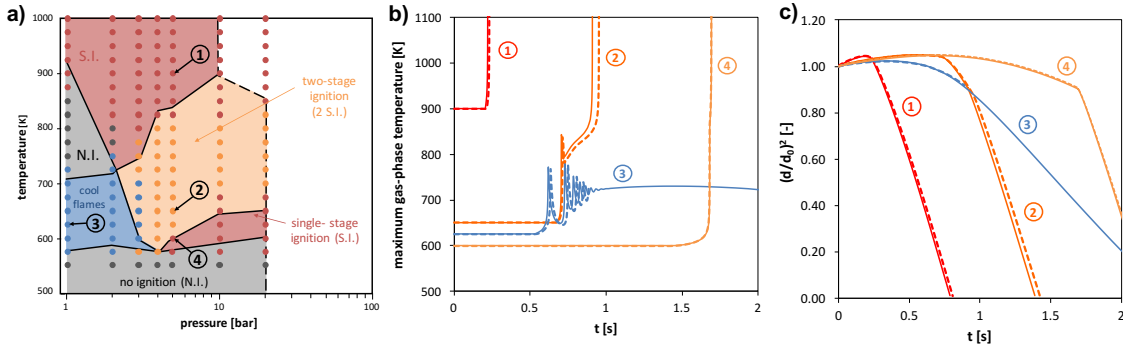 a)
1000
900
800
700
600
500
temperature [K]
1
10
100
pressure [bar]
S.I.
N.I.
cool
flames
two-stage
ignition
(2 S.I.)
single- stage
ignition (S.I.)
no ignition (N.I.)
1
2
3
4
b)
1100
1000
900
800
700
600
500
maximum gas-phase temperature [K]
0
0.5
1
1.5
2
t [s]
1
2
3
4
c)
1.20
1.00
0.80
0.60
0.40
0.20
0.00
(d/d0)² [-]
0
0.5
1
1.5
2
t [s]
1
2
3
4